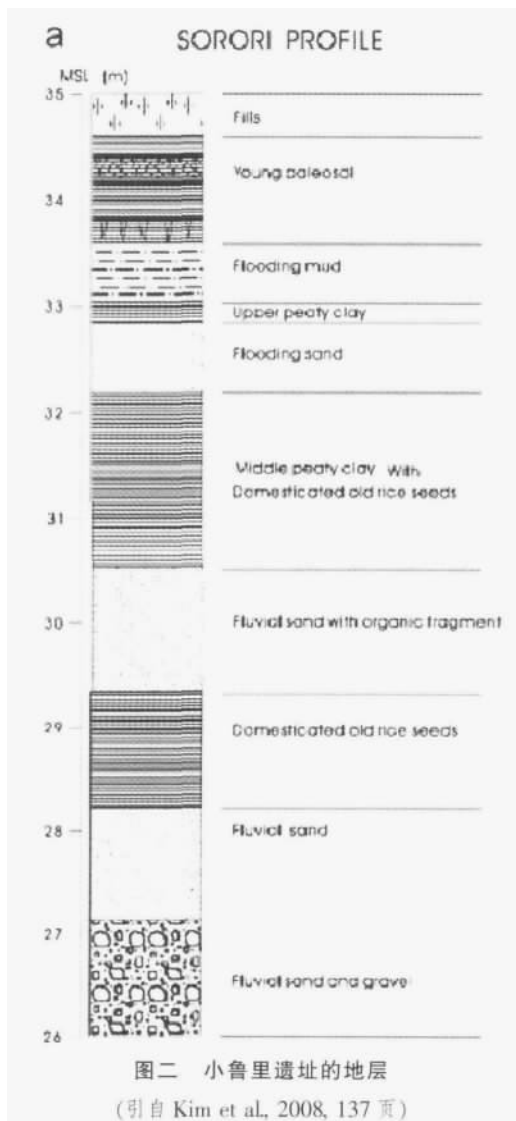 a SORORI PROFILE
MSL (m)
35
Fills
Young paleosol
34
Flooding mud
33
Upper peaty clay
Flooding sand
32
Middle peaty clay With
Domesticated old rice seeds
31
30
Fluvial sand with organic fragment
29
Domesticated old rice seeds
28
Fluvial sand
27
Fluvial sand and gravel
26
图二 小鲁里遗址的地层
(引自 Kim et al., 2008, 137 页)